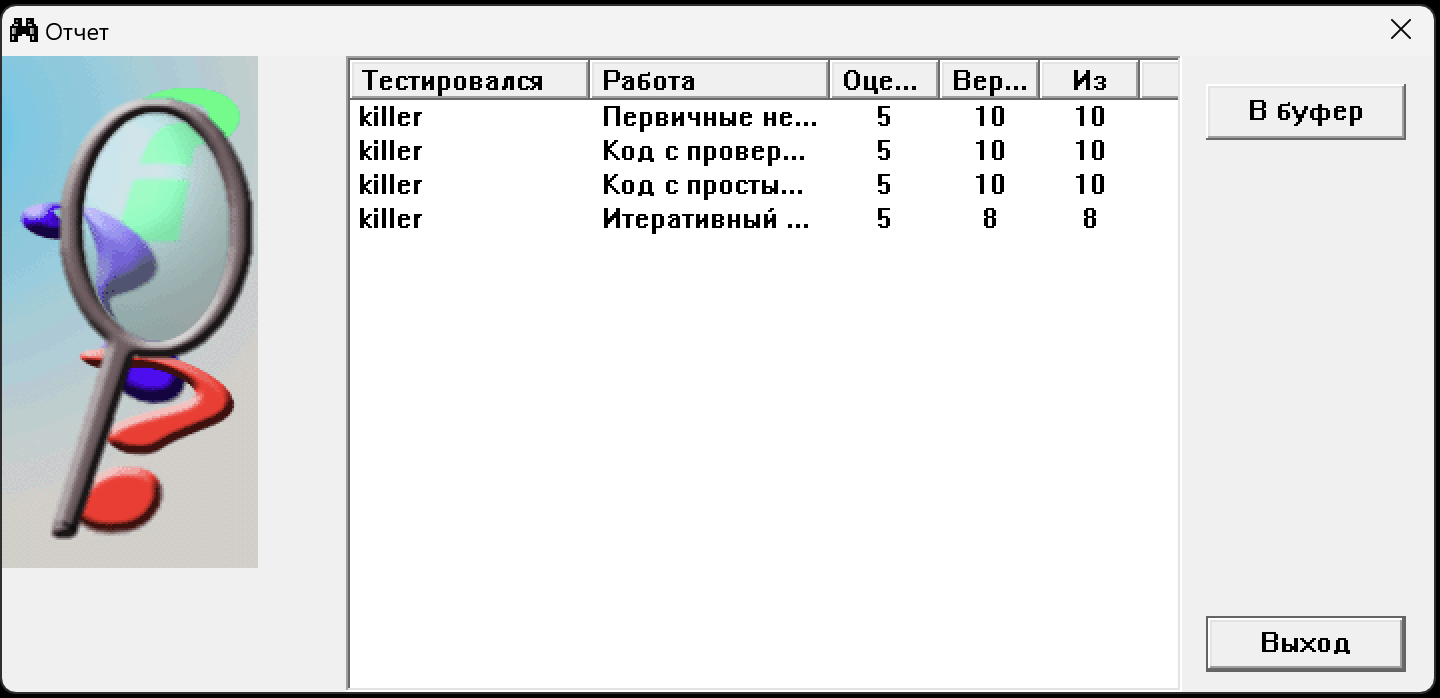 Отчет
Тестировался Работа Оце... Вер... Из
killer Первичные не... 5 10 10
killer Код с провер... 5 10 10
killer Код с просты... 5 10 10
killer Итеративный ... 5 8 8
В буфер
Выход